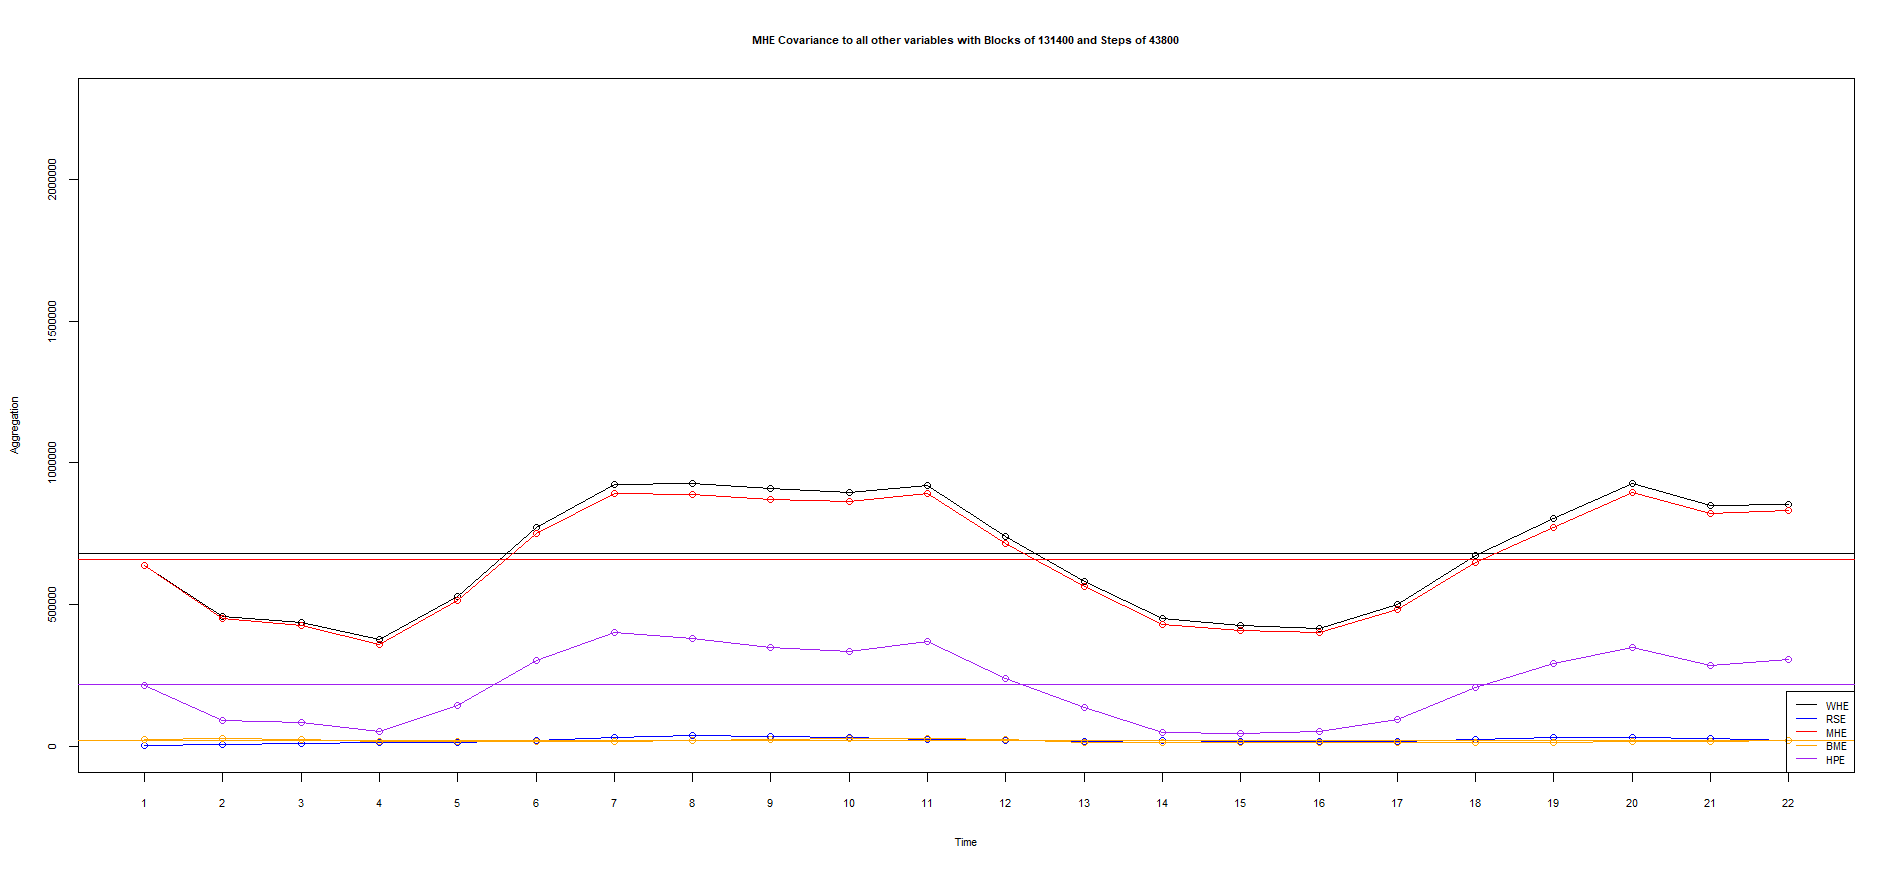 MHE Covariance to all other variables with Blocks of 131400 and Steps of 43800
2000000
1500000
1000000
500000
0
Aggregation
WHE
RSE
MHE
BME
HPE
1 2 3 4 5 6 7 8 9 10 11 12 13 14 15 16 17 18 19 20 21 22
Time